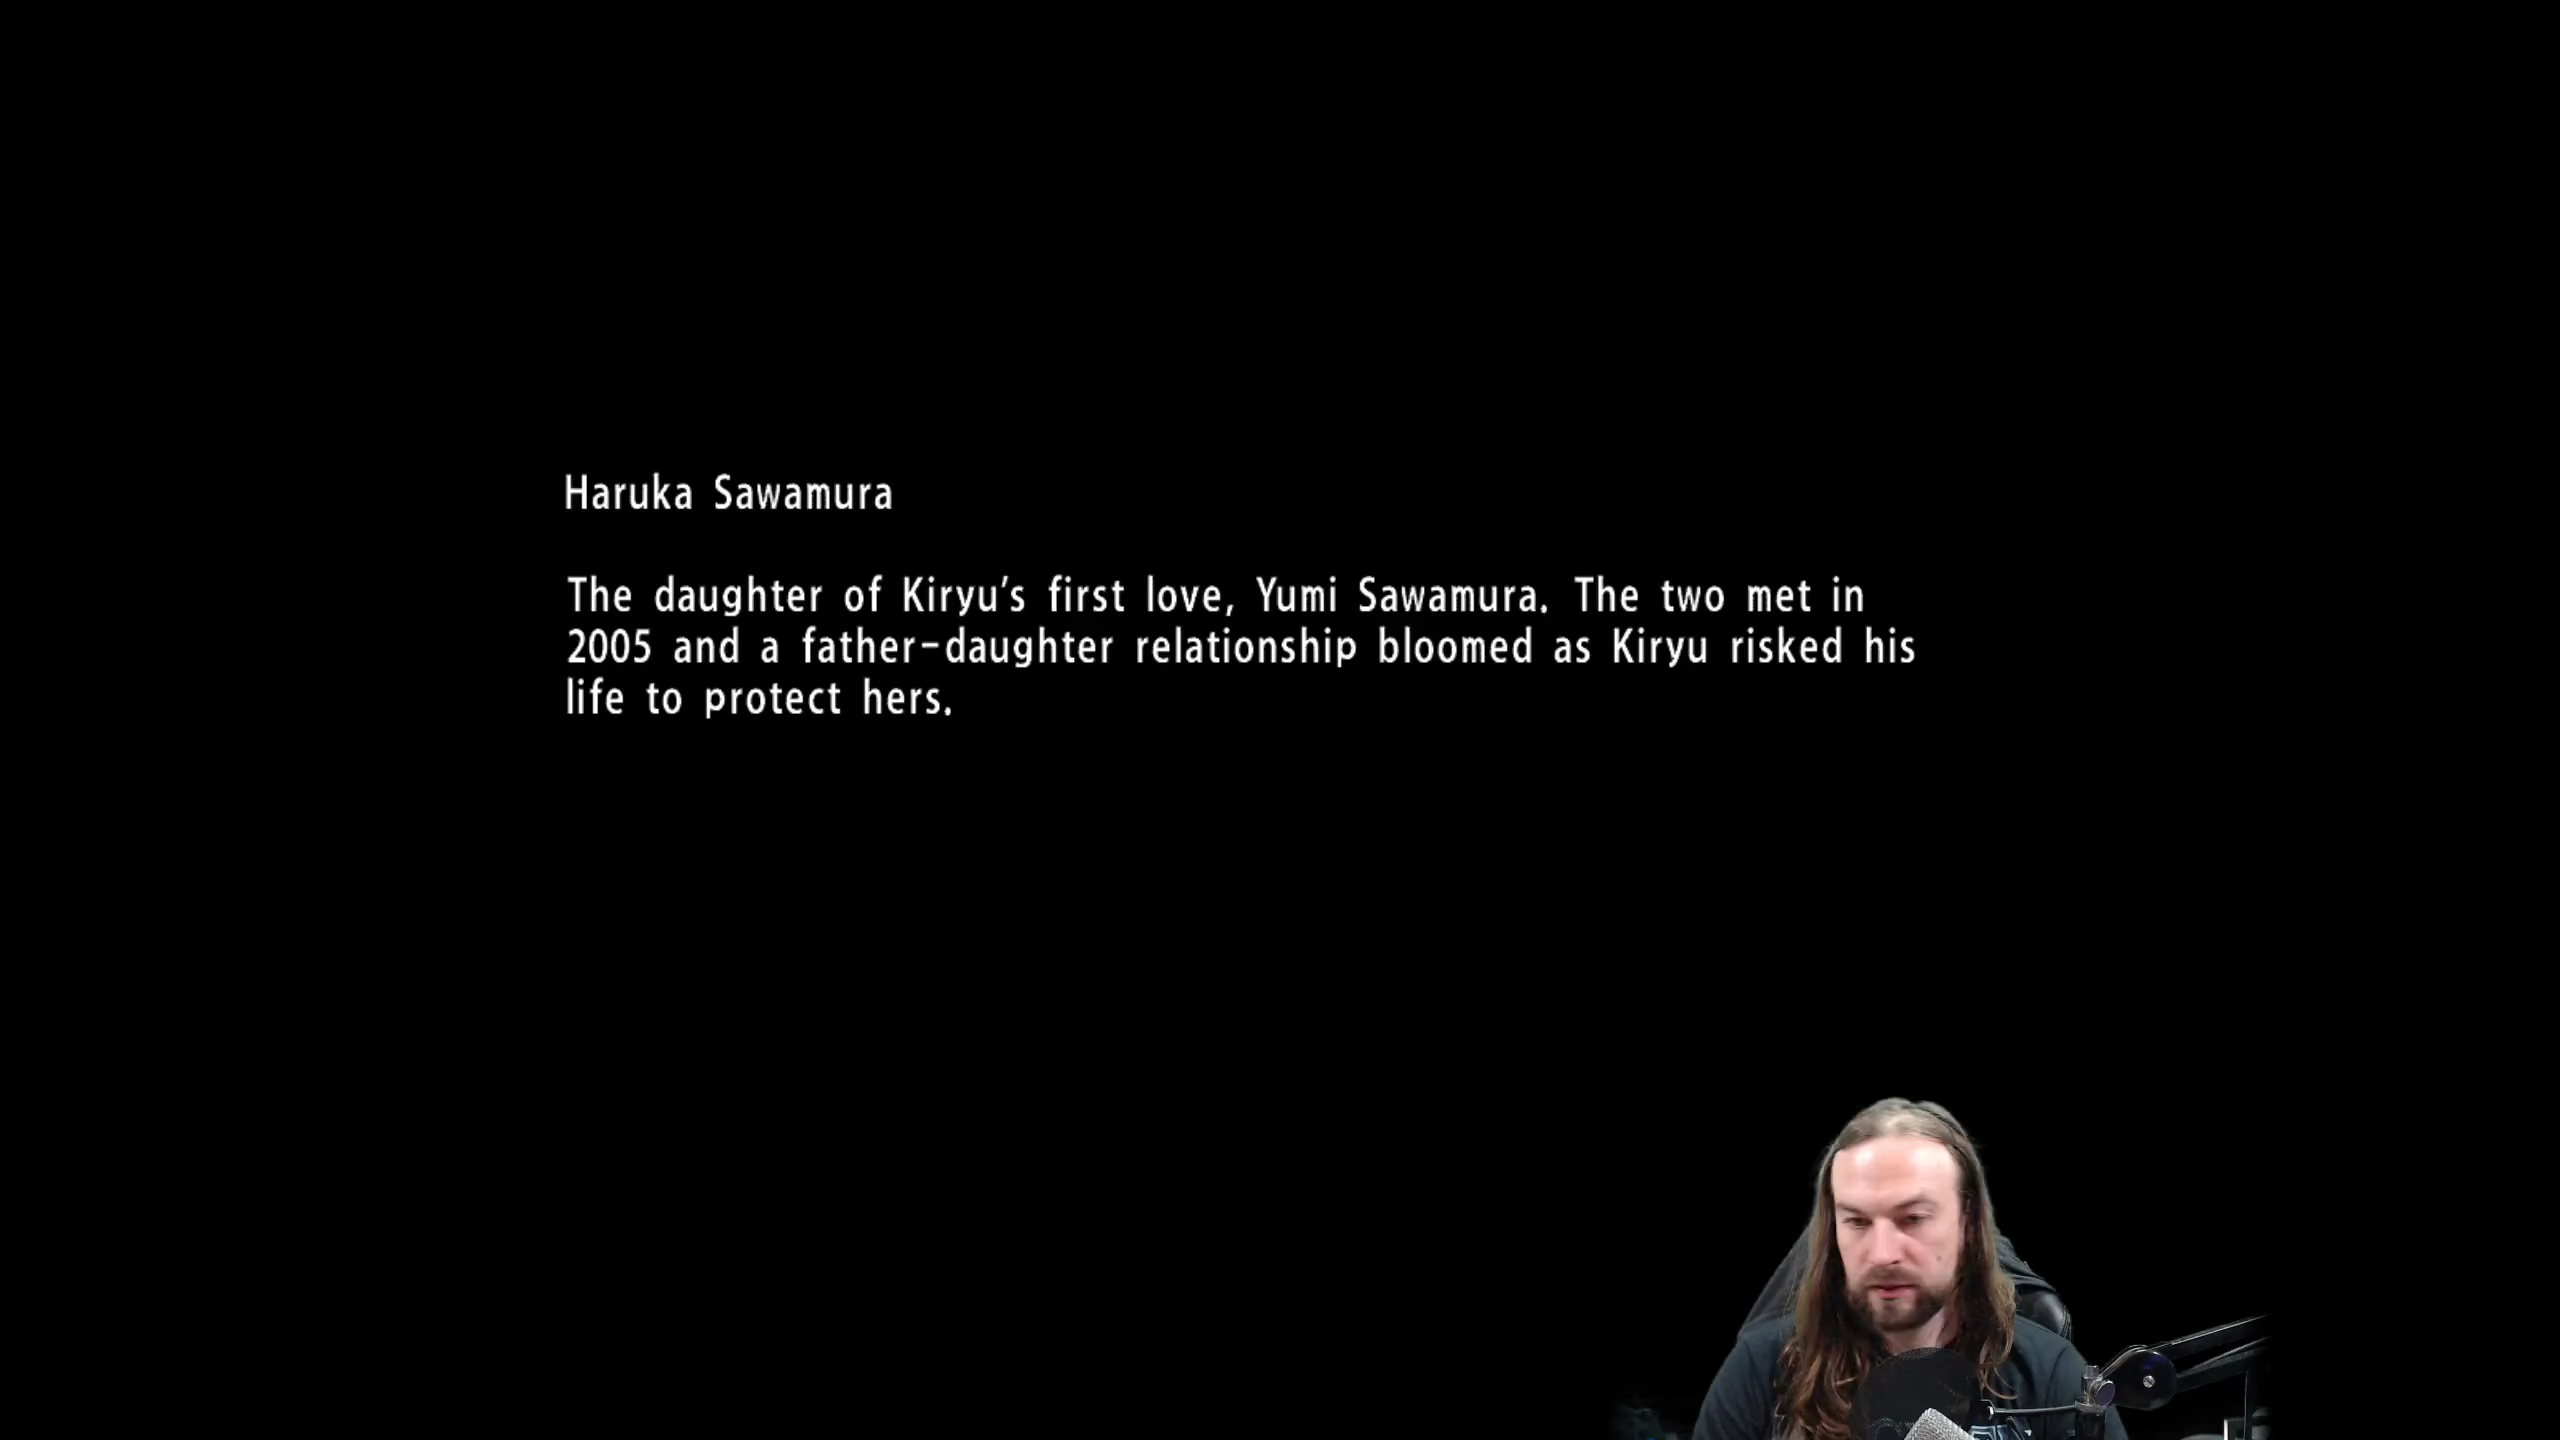 Haruka Sawamura
The daughter of Kiryu's first love, Yumi Sawamura. The two met in
2005 and a father-daughter relationship bloomed as Kiryu risked his
life to protect hers.